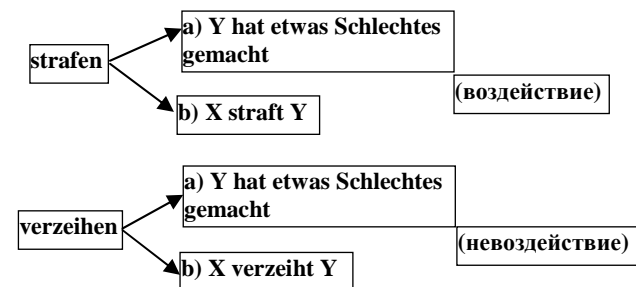 a) Y hat etwas Schlechtes
gemacht
strafen
(воздействие)
b) X straft Y
a) Y hat etwas Schlechtes
gemacht
verzeihen
(невоздействие)
b) X verzeiht Y